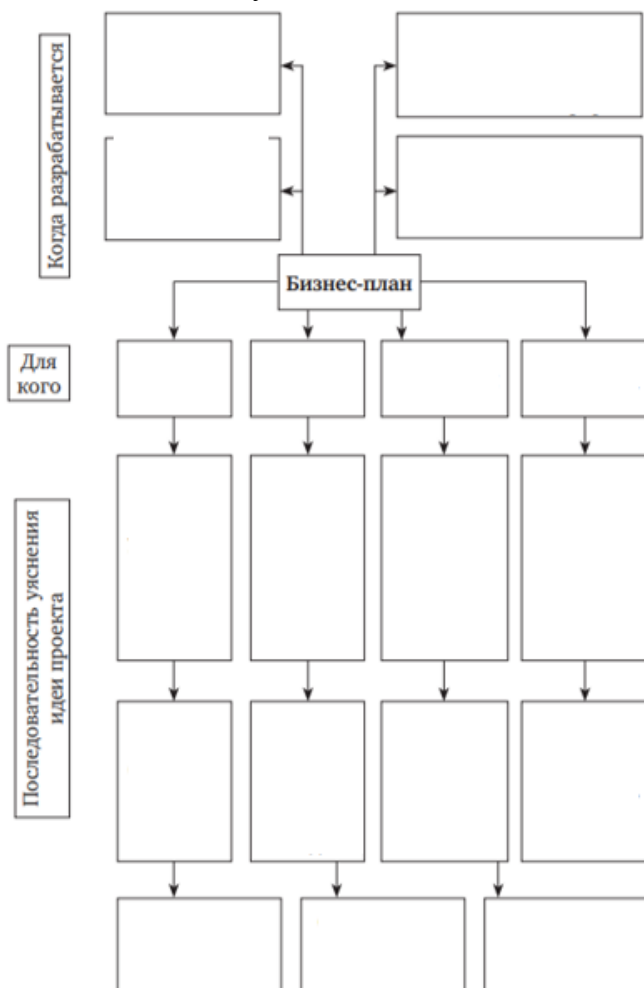 Когда разрабатывается
Бизнес-план
Для
кого
Последовательность уяснения
идеи проекта